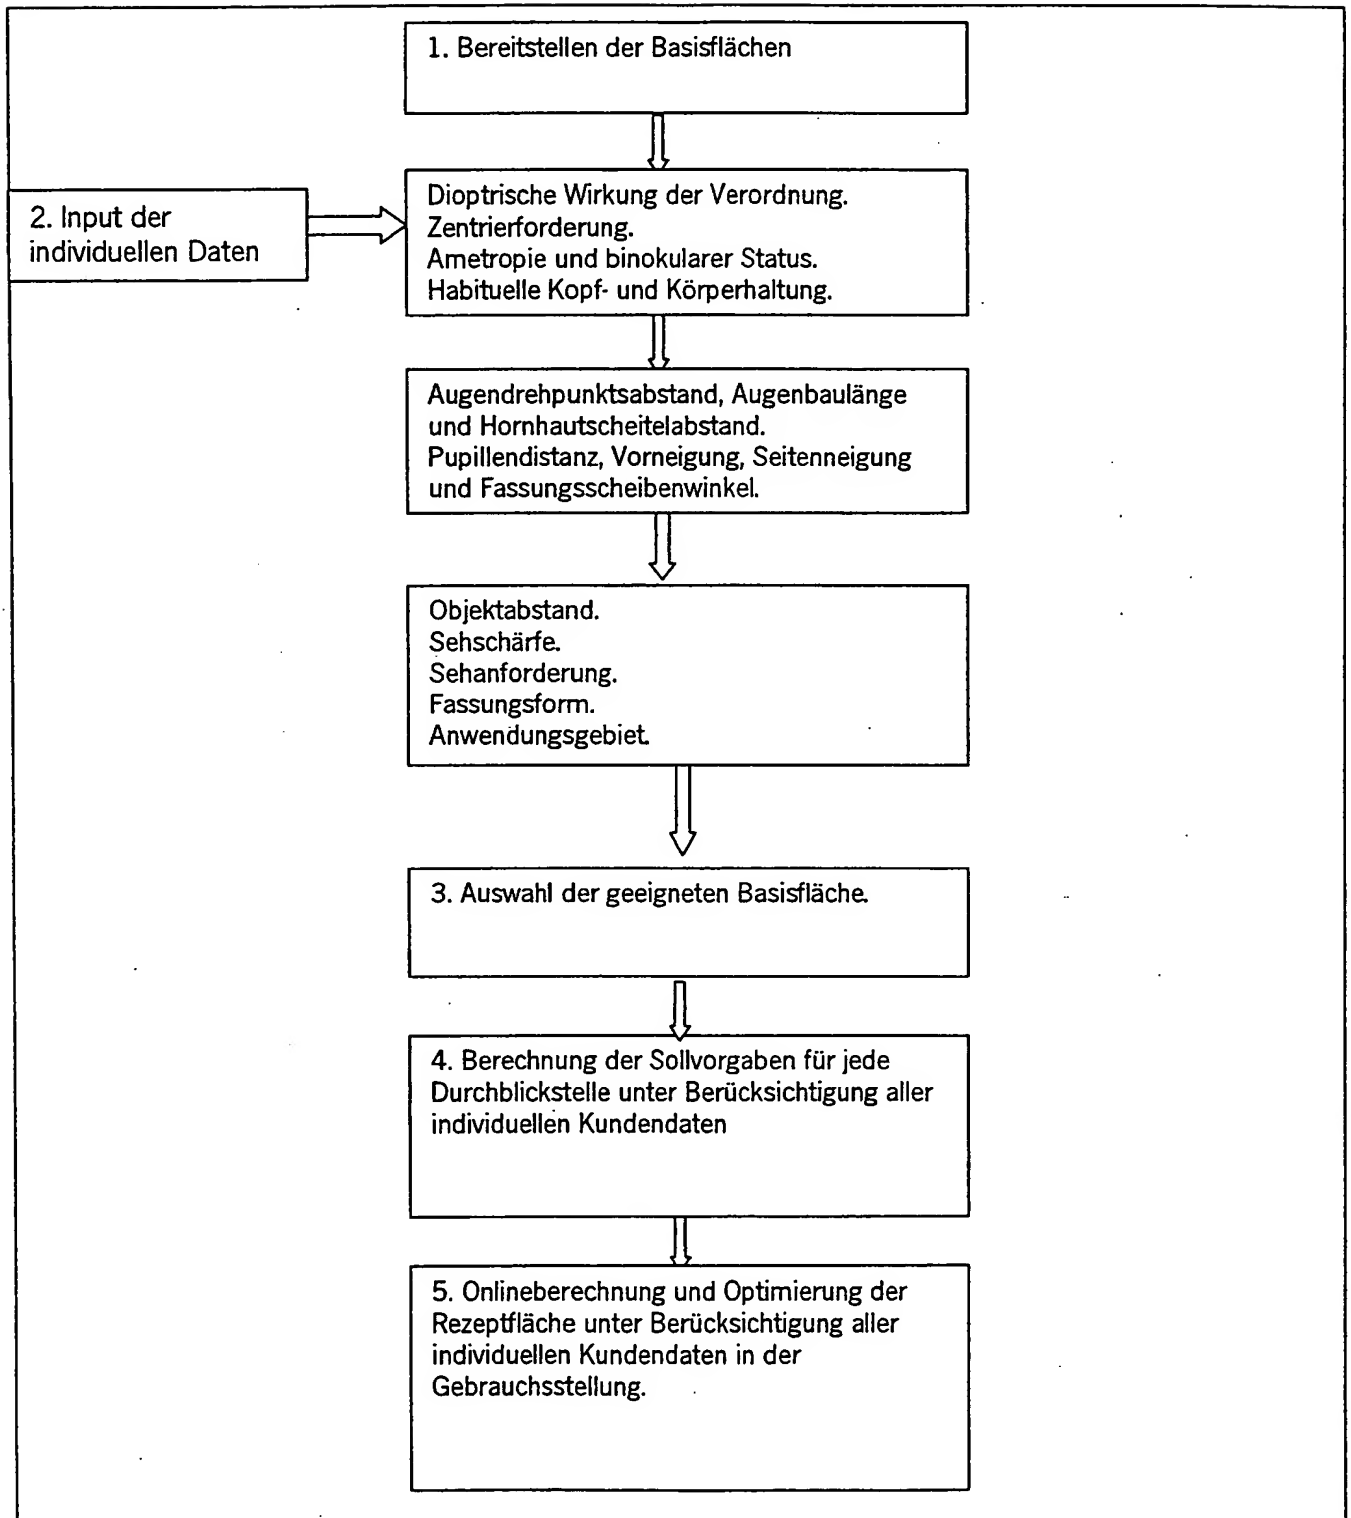 1. Bereitstellen der Basisflächen
2. Input der
individuellen Daten
Dioptrische Wirkung der Verordnung.
Zentrierforderung.
Ametropie und binokularer Status.
Habituelle Kopf- und Körperhaltung.
Augendrehpunktsabstand, Augenbaulänge
und Hornhautscheitelabstand.
Pupillendistanz, Vorneigung, Seitenneigung
und Fassungsscheibenwinkel.
Objektabstand.
Sehschärfe.
Sehanforderung.
Fassungsform.
Anwendungsgebiet.
3. Auswahl der geeigneten Basisfläche.
4. Berechnung der Sollvorgaben für jede
Durchblickstelle unter Berücksichtigung aller
individuellen Kundendaten
5. Onlineberechnung und Optimierung der
Rezeptfläche unter Berücksichtigung aller
individuellen Kundendaten in der
Gebrauchsstellung.